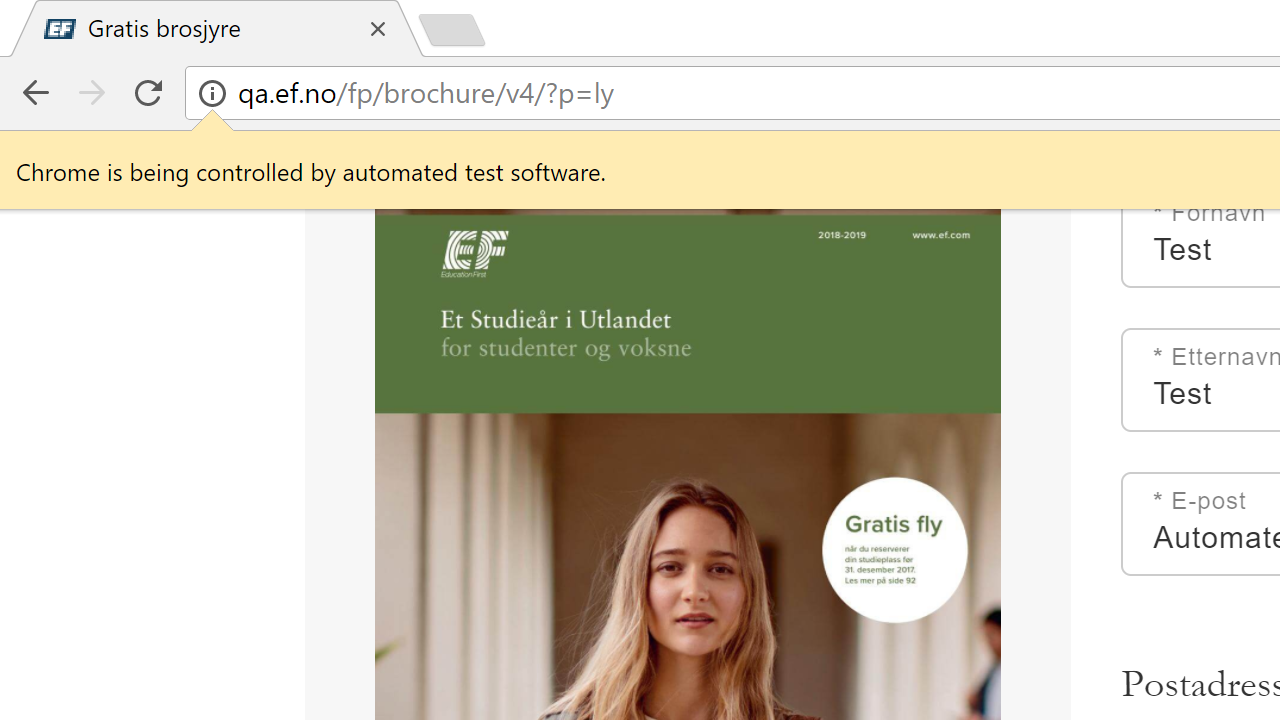 EF Gratis brosjyre
qa.ef.no/fp/brochure/v4/?p=ly
Chrome is being controlled by automated test software.
EF
Education First
2018-2019 www.ef.com
Et Studieår i Utlandet
for studenter og voksne
Gratis fly
når du reserverer
din studieplass før
31. desember 2017.
Les mer på side 92
* Fornavn
Test
* Etternavn
Test
* E-post
Automate
Postadress